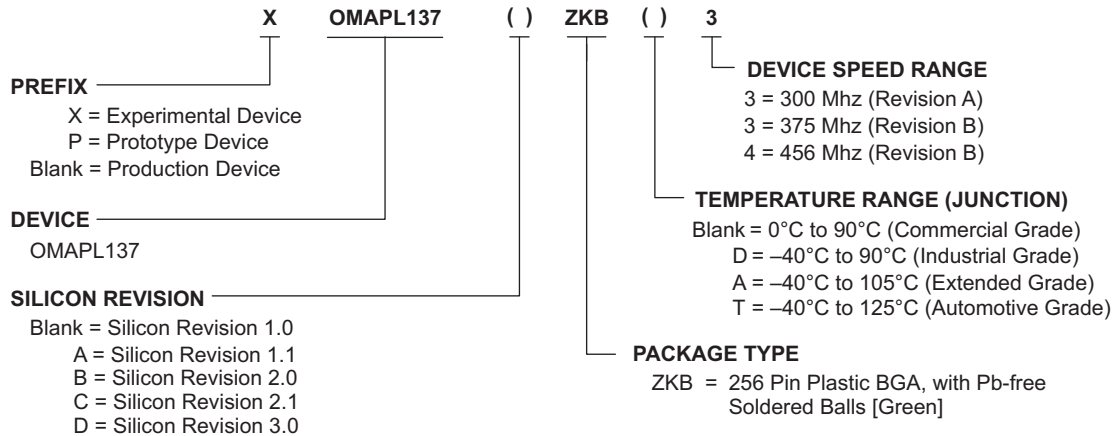 X OMAPL137 ( ) ZKB ( ) 3
PREFIX
X = Experimental Device
P = Prototype Device
Blank = Production Device
DEVICE
OMAPL137
SILICON REVISION
Blank = Silicon Revision 1.0
A = Silicon Revision 1.1
B = Silicon Revision 2.0
C = Silicon Revision 2.1
D = Silicon Revision 3.0
DEVICE SPEED RANGE
3 = 300 Mhz (Revision A)
3 = 375 Mhz (Revision B)
4 = 456 Mhz (Revision B)
TEMPERATURE RANGE (JUNCTION)
Blank = 0°C to 90°C (Commercial Grade)
D = –40°C to 90°C (Industrial Grade)
A = –40°C to 105°C (Extended Grade)
T = –40°C to 125°C (Automotive Grade)
PACKAGE TYPE
ZKB = 256 Pin Plastic BGA, with Pb-free
Soldered Balls [Green]